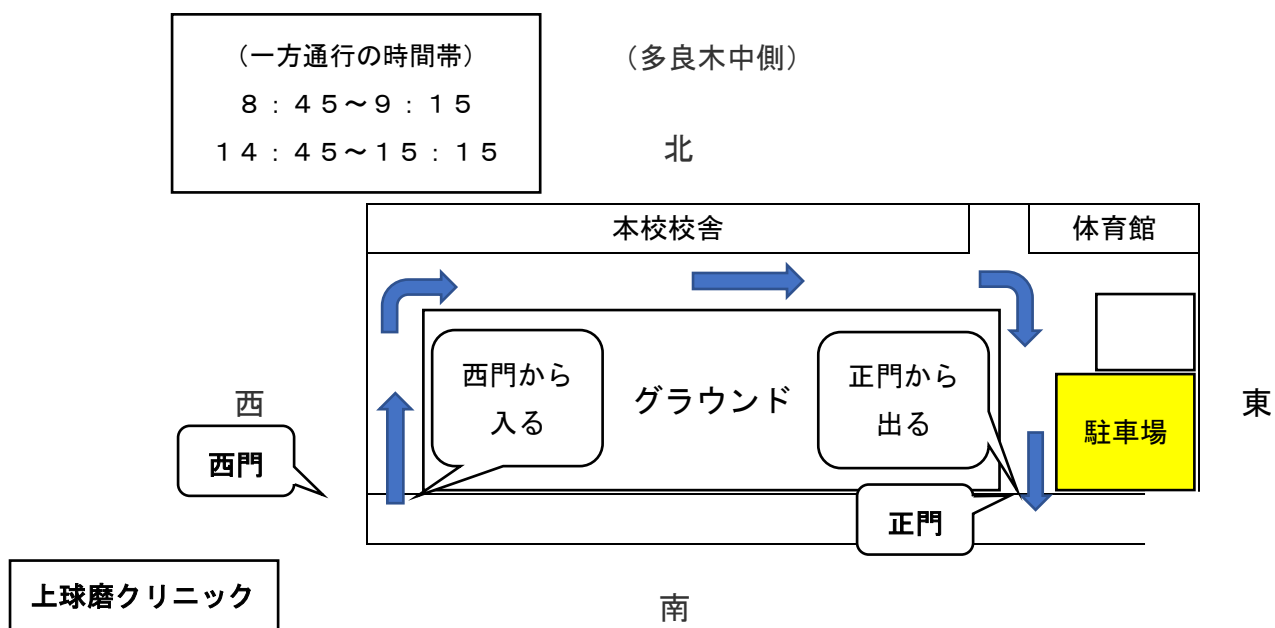 （一方通行の時間帯）
８：４５～９：１５
１４：４５～１５：１５
（多良木中側）
北
本校校舎
体育館
西門から
入る
グラウンド
正門から
出る
西
東
駐車場
西門
正門
上球磨クリニック
南